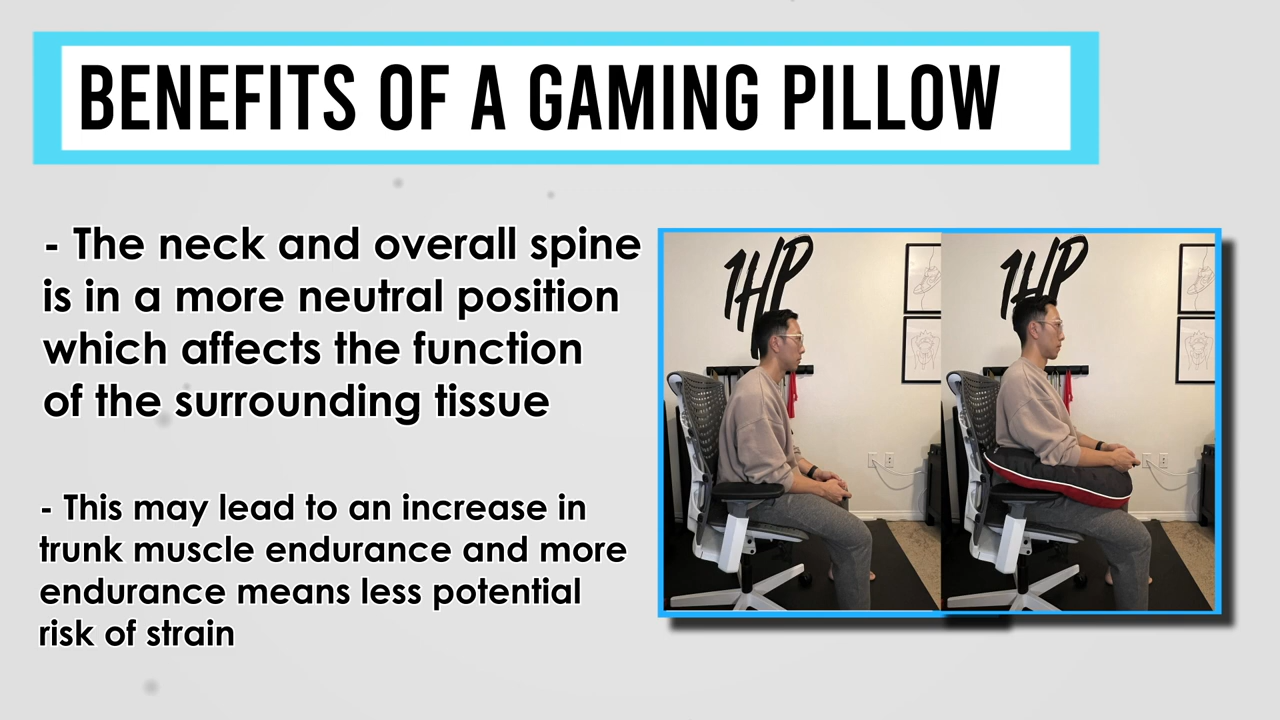 BENEFITS OF A GAMING PILLOW
- The neck and overall spine
is in a more neutral position
which affects the function
of the surrounding tissue
- This may lead to an increase in
trunk muscle endurance and more
endurance means less potential
risk of strain
1HP
1HP